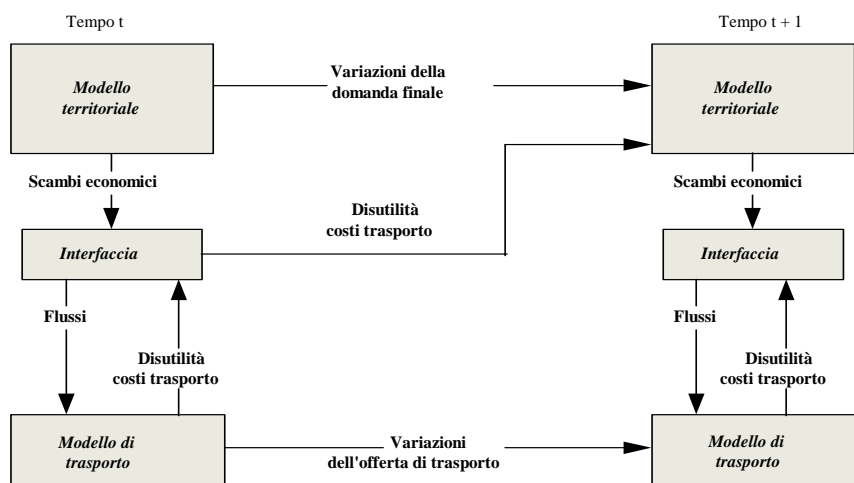 Tempo t
Tempo t + 1
Modello
territoriale
Variazioni della
domanda finale
Modello
territoriale
Scambi economici
Scambi economici
Disutilità
costi trasporto
Interfaccia
Interfaccia
Flussi
Disutilità
costi trasporto
Flussi
Disutilità
costi trasporto
Modello di
trasporto
Variazioni
dell'offerta di trasporto
Modello di
trasporto